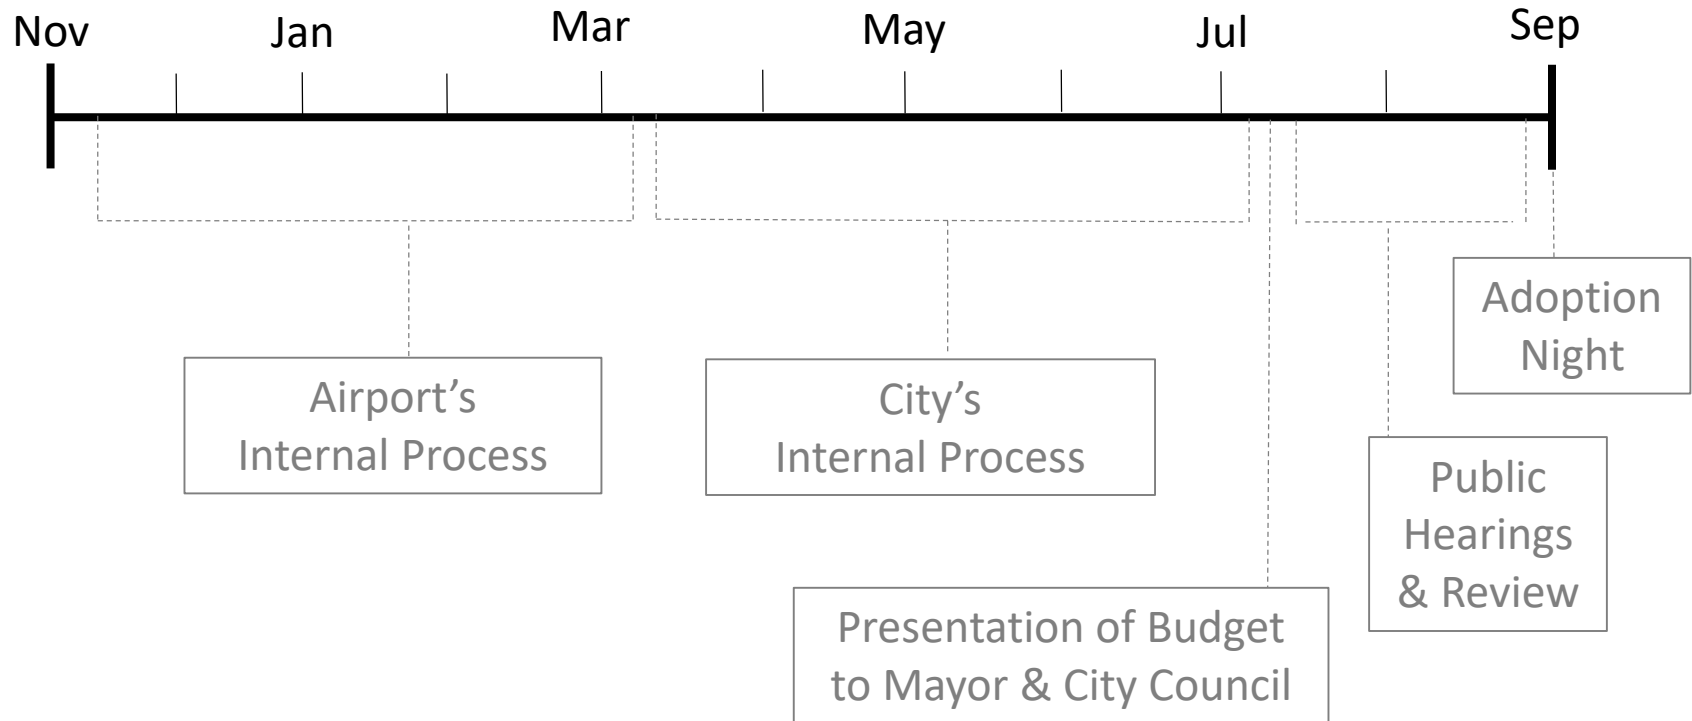 Nov
Jan
Mar
May
Jul
Sep
Airport’s
Internal Process
City’s
Internal Process
Presentation of Budget
to Mayor & City Council
Public
Hearings
& Review
Adoption
Night